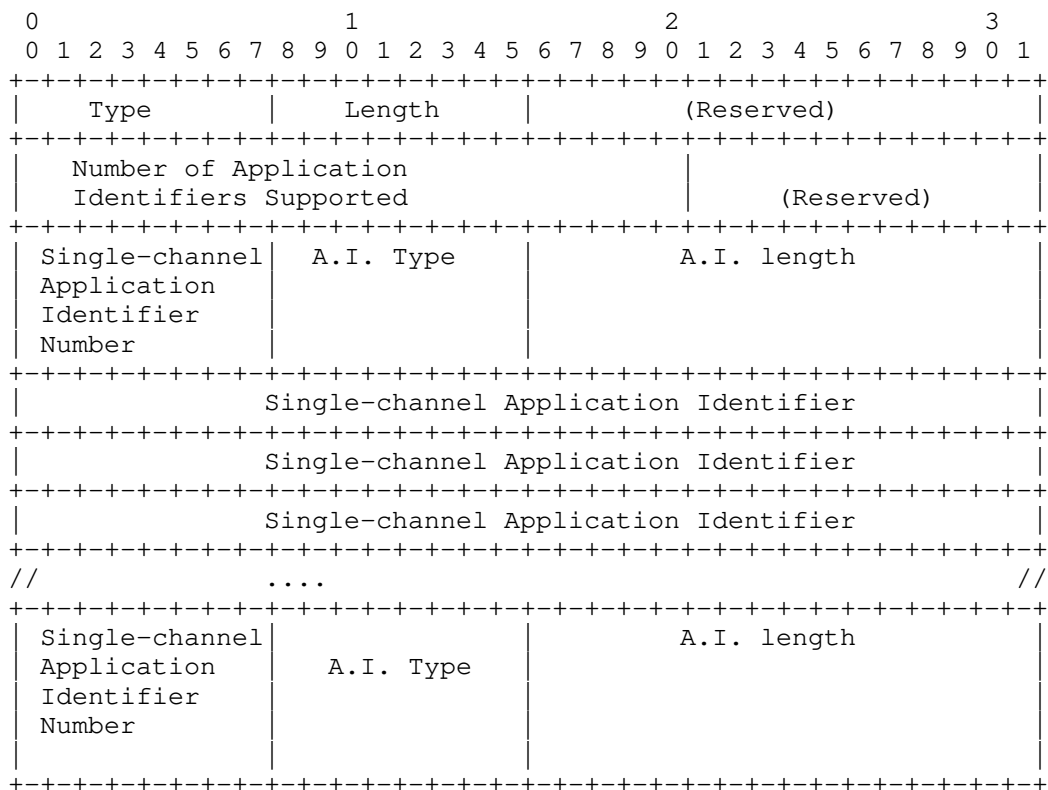 0                   1                   2                   3
 0 1 2 3 4 5 6 7 8 9 0 1 2 3 4 5 6 7 8 9 0 1 2 3 4 5 6 7 8 9 0 1
+-+-+-+-+-+-+-+-+-+-+-+-+-+-+-+-+-+-+-+-+-+-+-+-+-+-+-+-+-+-+-+-+
|    Type       |    Length     |         (Reserved)            |
+-+-+-+-+-+-+-+-+-+-+-+-+-+-+-+-+-+-+-+-+-+-+-+-+-+-+-+-+-+-+-+-+
|   Number of Application                 |                     |
|   Identifiers Supported                 |     (Reserved)      |
+-+-+-+-+-+-+-+-+-+-+-+-+-+-+-+-+-+-+-+-+-+-+-+-+-+-+-+-+-+-+-+-+
| Single-channel|  A.I. Type    |         A.I. length           |
| Application   |               |                               |
| Identifier    |               |                               |
| Number        |               |                               |
+-+-+-+-+-+-+-+-+-+-+-+-+-+-+-+-+-+-+-+-+-+-+-+-+-+-+-+-+-+-+-+-+
|               Single-channel Application Identifier           |
+-+-+-+-+-+-+-+-+-+-+-+-+-+-+-+-+-+-+-+-+-+-+-+-+-+-+-+-+-+-+-+-+
|               Single-channel Application Identifier           |
+-+-+-+-+-+-+-+-+-+-+-+-+-+-+-+-+-+-+-+-+-+-+-+-+-+-+-+-+-+-+-+-+
|               Single-channel Application Identifier           |
+-+-+-+-+-+-+-+-+-+-+-+-+-+-+-+-+-+-+-+-+-+-+-+-+-+-+-+-+-+-+-+-+
//              ....                                           //
+-+-+-+-+-+-+-+-+-+-+-+-+-+-+-+-+-+-+-+-+-+-+-+-+-+-+-+-+-+-+-+-+
| Single-channel|               |         A.I. length           |
| Application   |   A.I. Type   |                               |
| Identifier    |               |                               |
| Number        |               |                               |
|               |               |                               |
+-+-+-+-+-+-+-+-+-+-+-+-+-+-+-+-+-+-+-+-+-+-+-+-+-+-+-+-+-+-+-+-+